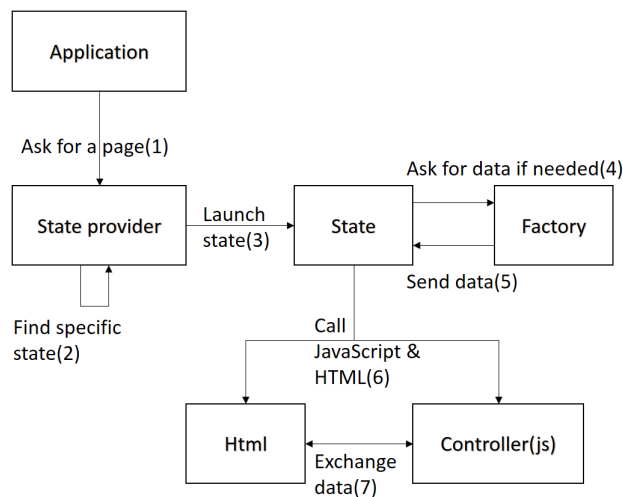 Application
Ask for a page(1)
Ask for data if needed(4)
State provider
Launch
state(3)
State
Factory
Send data(5)
Find specific
state(2)
Call
JavaScript &
HTML(6)
Html
Controller(js)
Exchange
data(7)